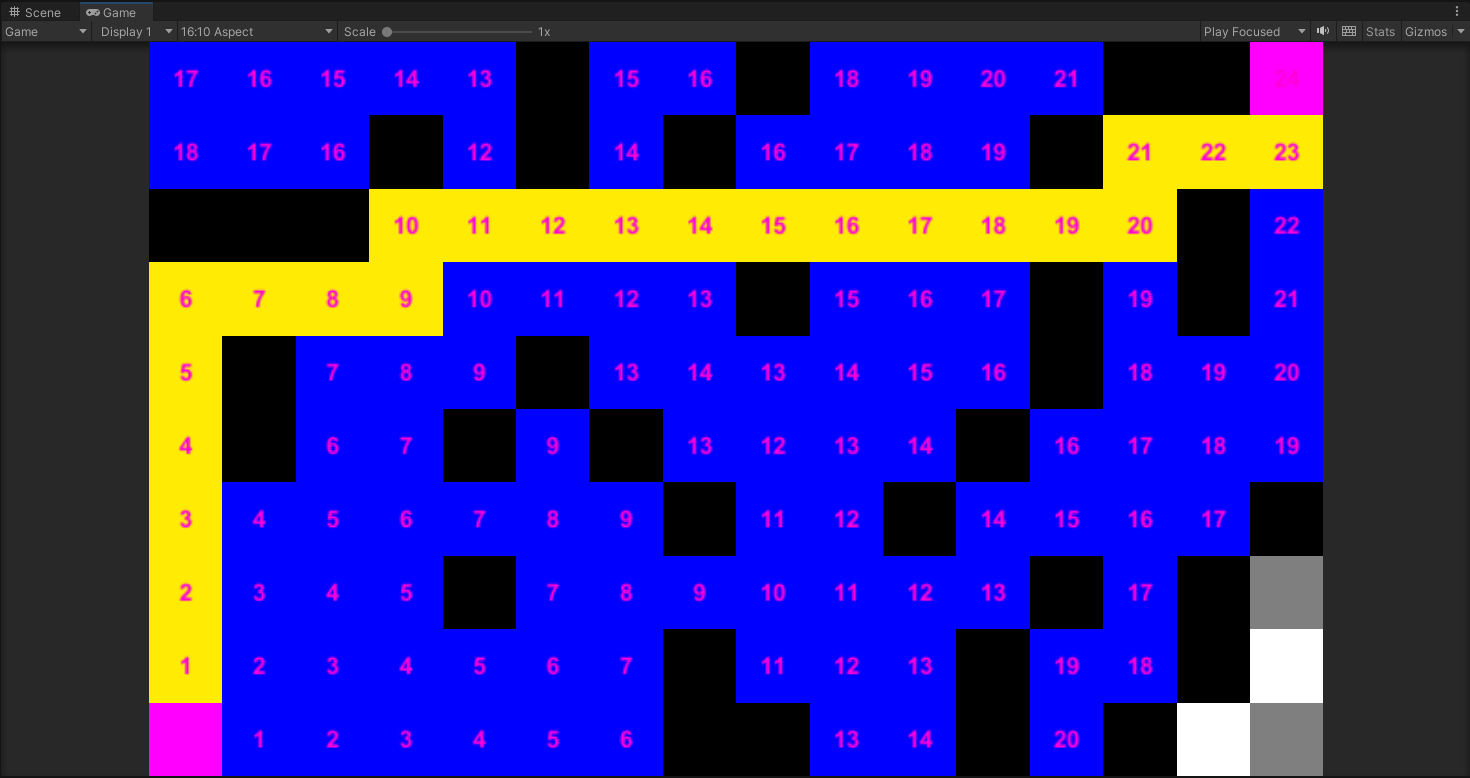 Scene Game
Game Display 1 16:10 Aspect Scale 1x Play Focused Stats Gizmos
17 16 15 14 13 15 16 18 19 20 21 24
18 17 16 12 14 16 17 18 19 21 22 23
10 11 12 13 14 15 16 17 18 19 20 22
6 7 8 9 10 11 12 13 15 16 17 19 21
5 7 8 9 13 14 13 14 15 16 18 19 20
4 6 7 9 13 12 13 14 16 17 18 19
3 4 5 6 7 8 9 11 12 14 15 16 17
2 3 4 5 7 8 9 10 11 12 13 17
1 2 3 4 5 6 7 11 12 13 19 18
1 2 3 4 5 6 13 14 20